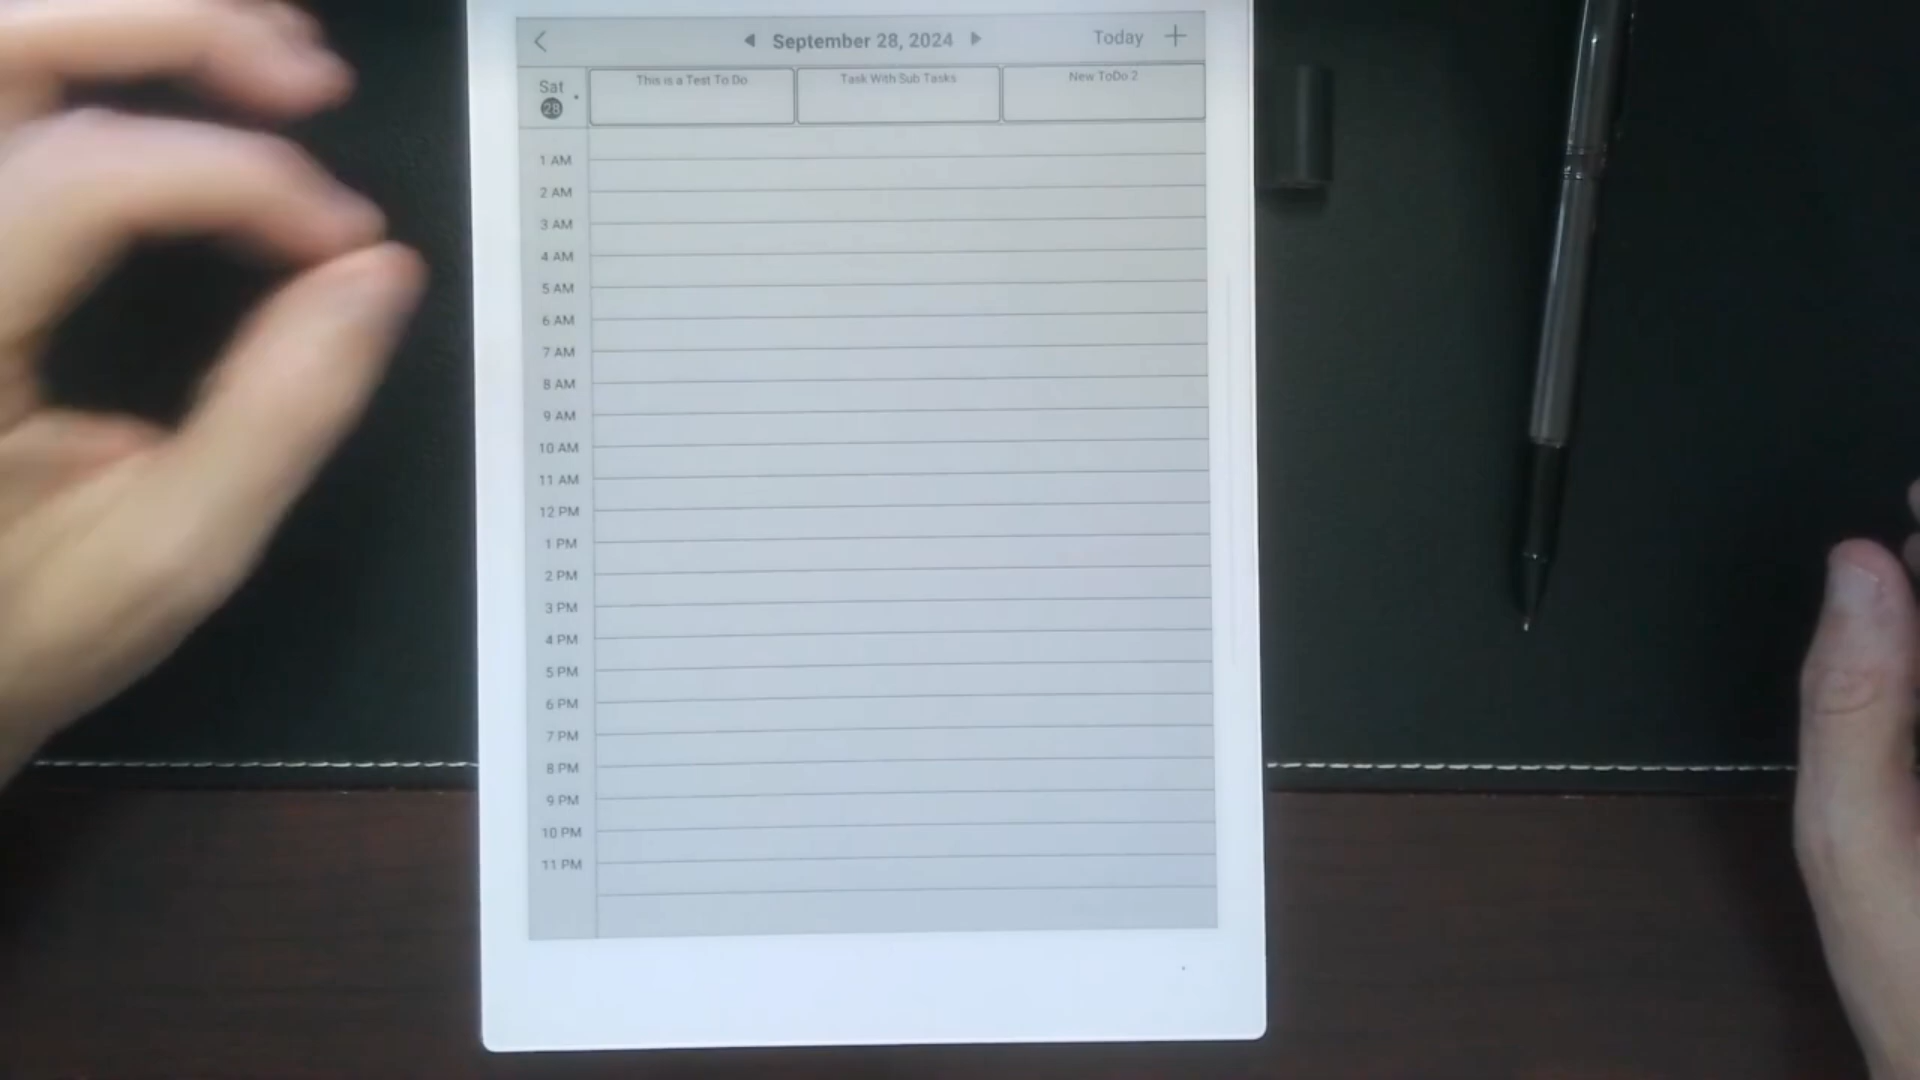 September 28, 2024
Today
Sat
28
This is a Test To Do
Task With Sub Tasks
New ToDo 2
1 AM
2 AM
3 AM
4 AM
5 AM
6 AM
7 AM
8 AM
9 AM
10 AM
11 AM
12 PM
1 PM
2 PM
3 PM
4 PM
5 PM
6 PM
7 PM
8 PM
9 PM
10 PM
11 PM